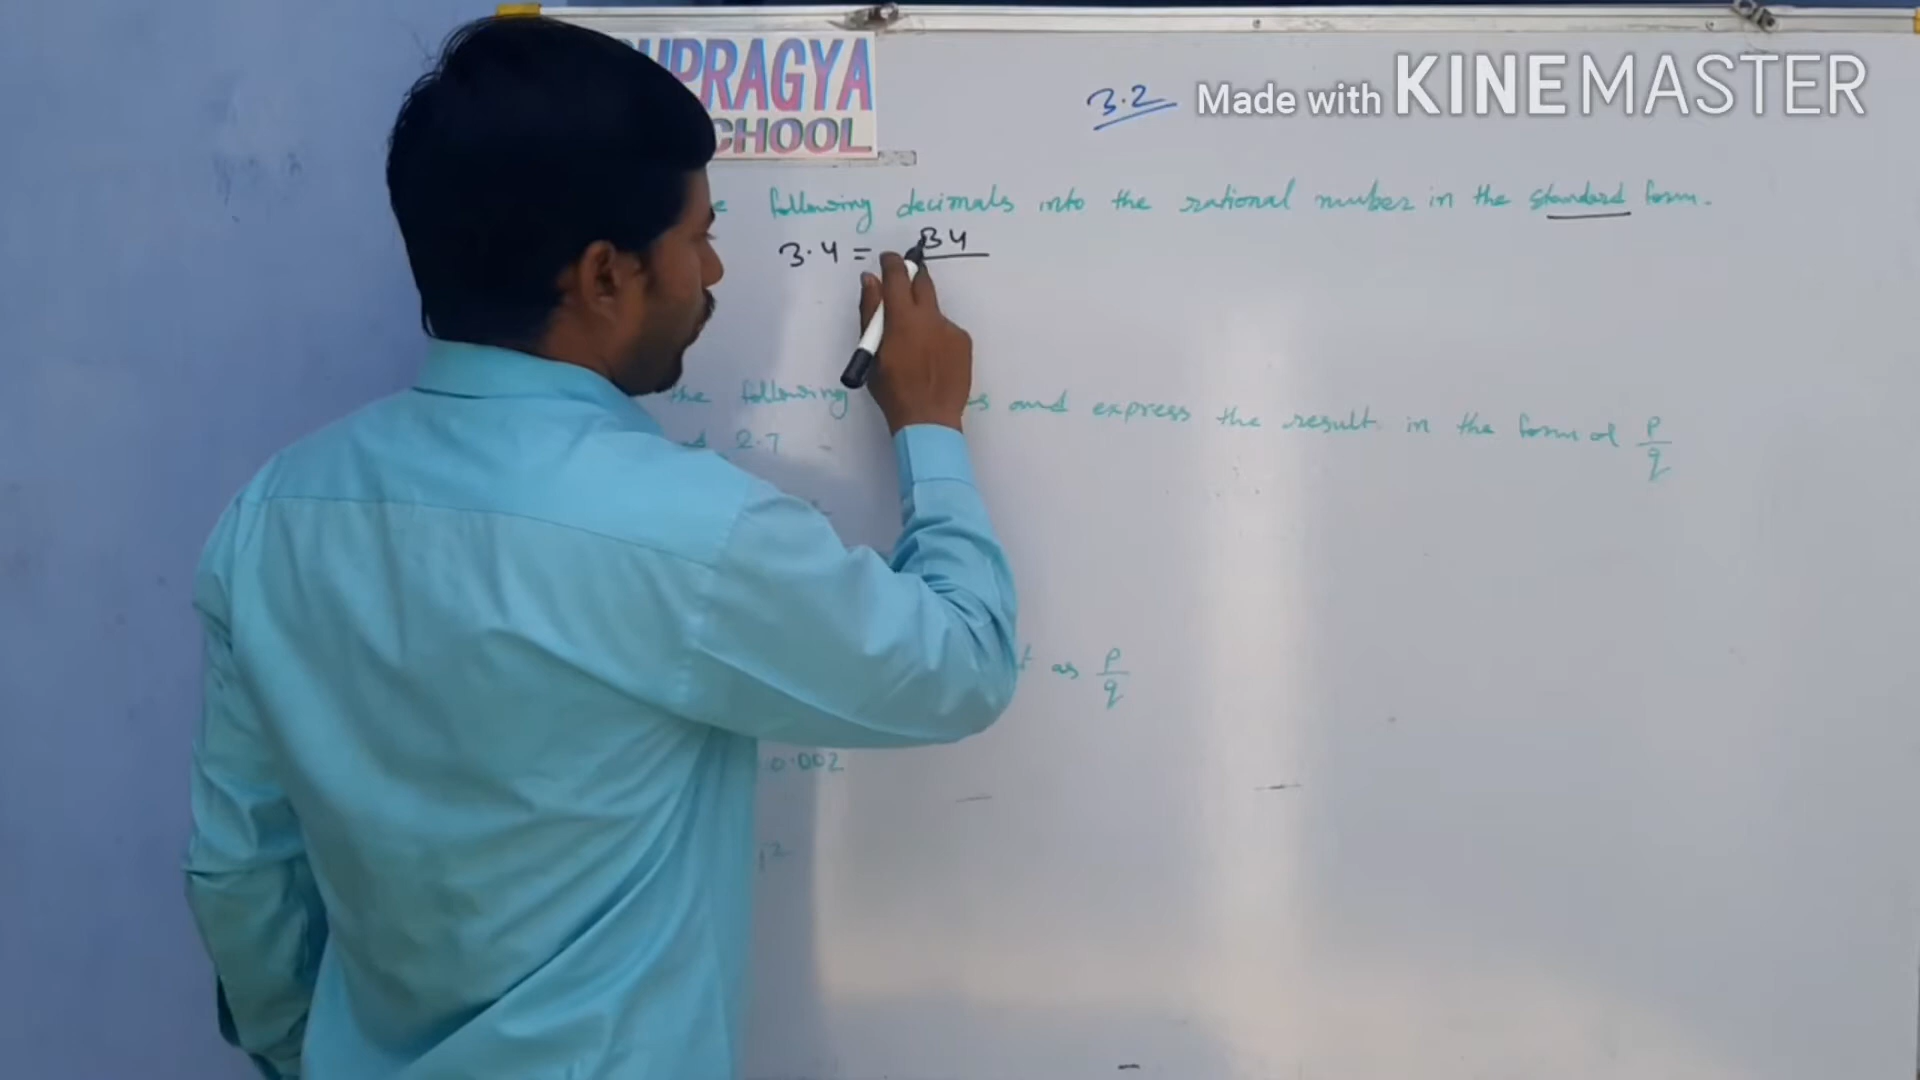 UPRAGYA
CHOOL
3.2
Made with KINEMASTER
following decimals into the rational number in the standard form.
3.4 = 34
the following and express the result in the form of P/q
2.7
as P/q
0.002
12